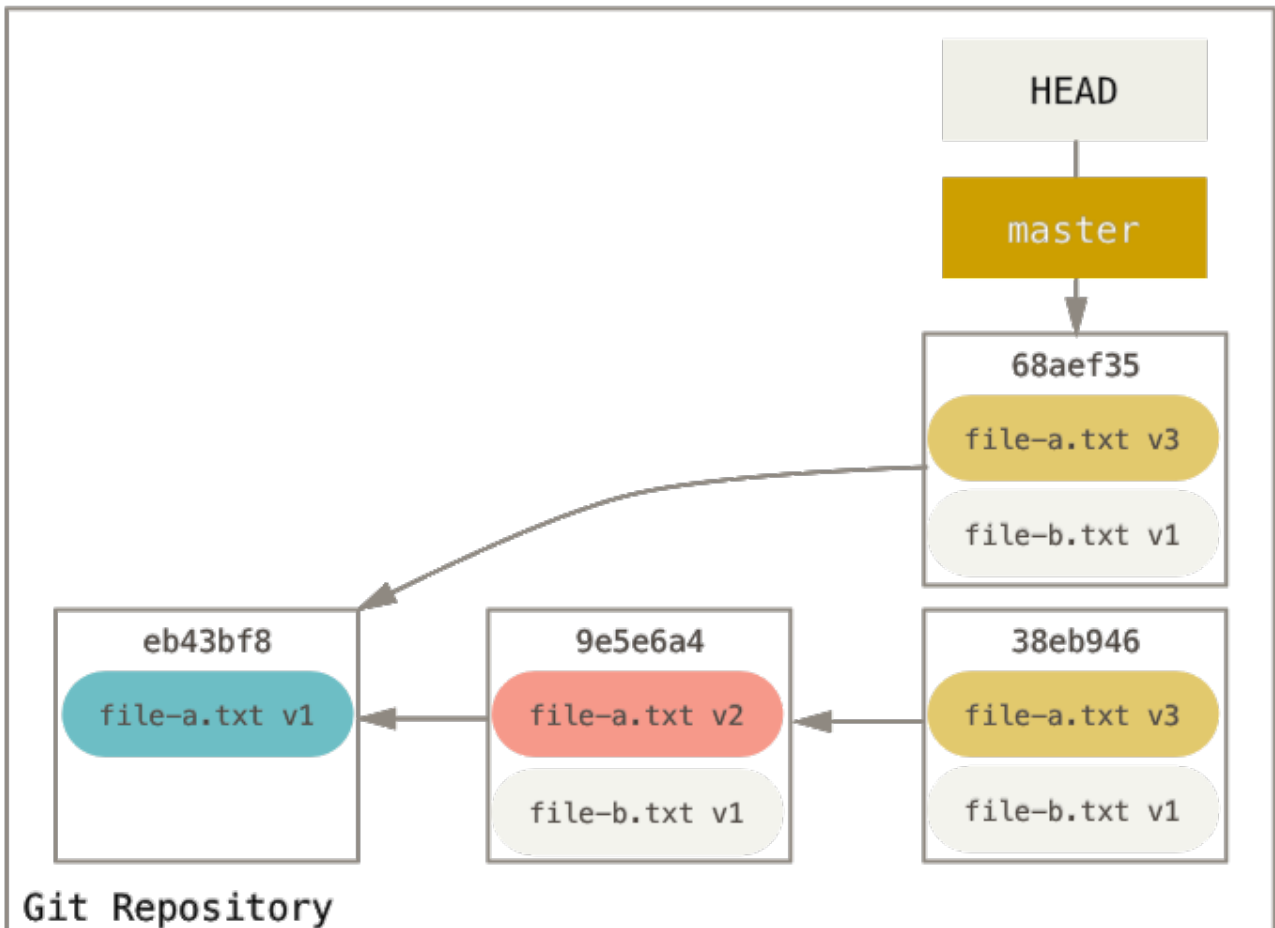 HEAD
master
68aef35
file-a.txt v3
file-b.txt v1
eb43bf8
file-a.txt v1
9e5e6a4
file-a.txt v2
file-b.txt v1
38eb946
file-a.txt v3
file-b.txt v1
Git Repository